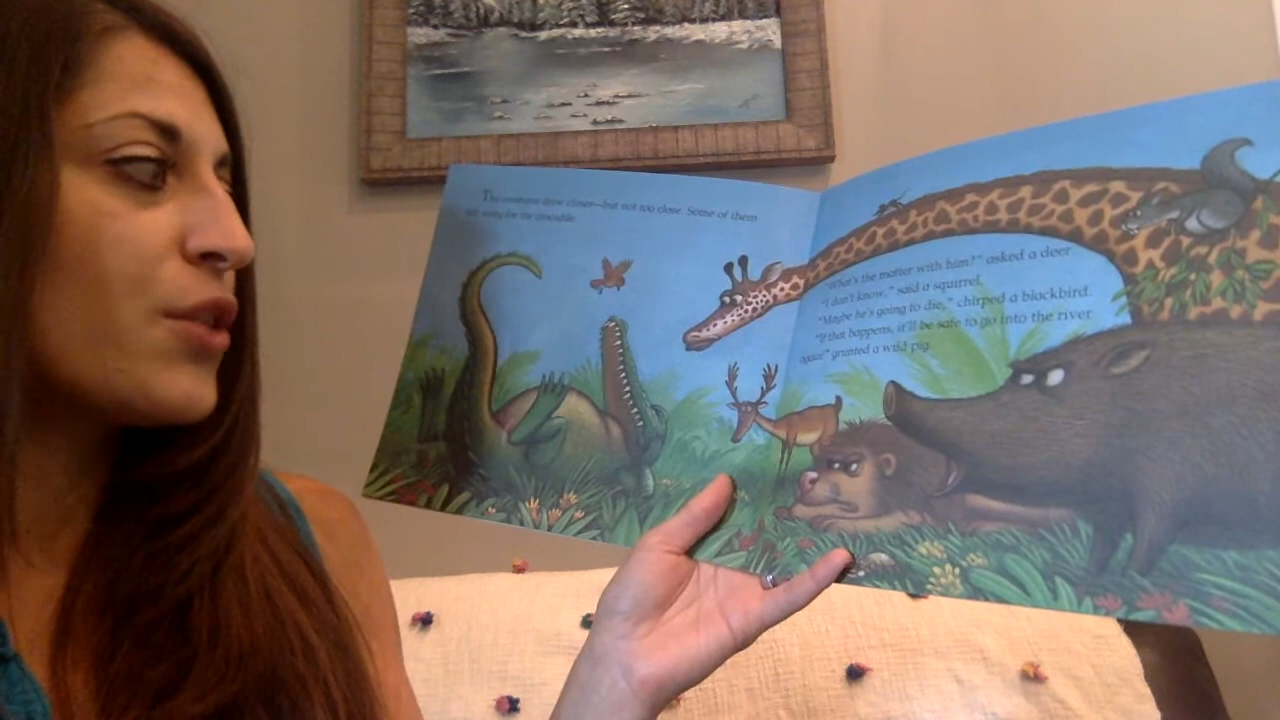 The creatures drew closer—but not too close. Some of them
felt sorry for the crocodile.
"What's the matter with him?" asked a deer
"I don't know," said a squirrel.
"Maybe he's going to die," chirped a blackbird.
"If that happens, it'll be safe to go into the river
again!" grunted a wild pig.